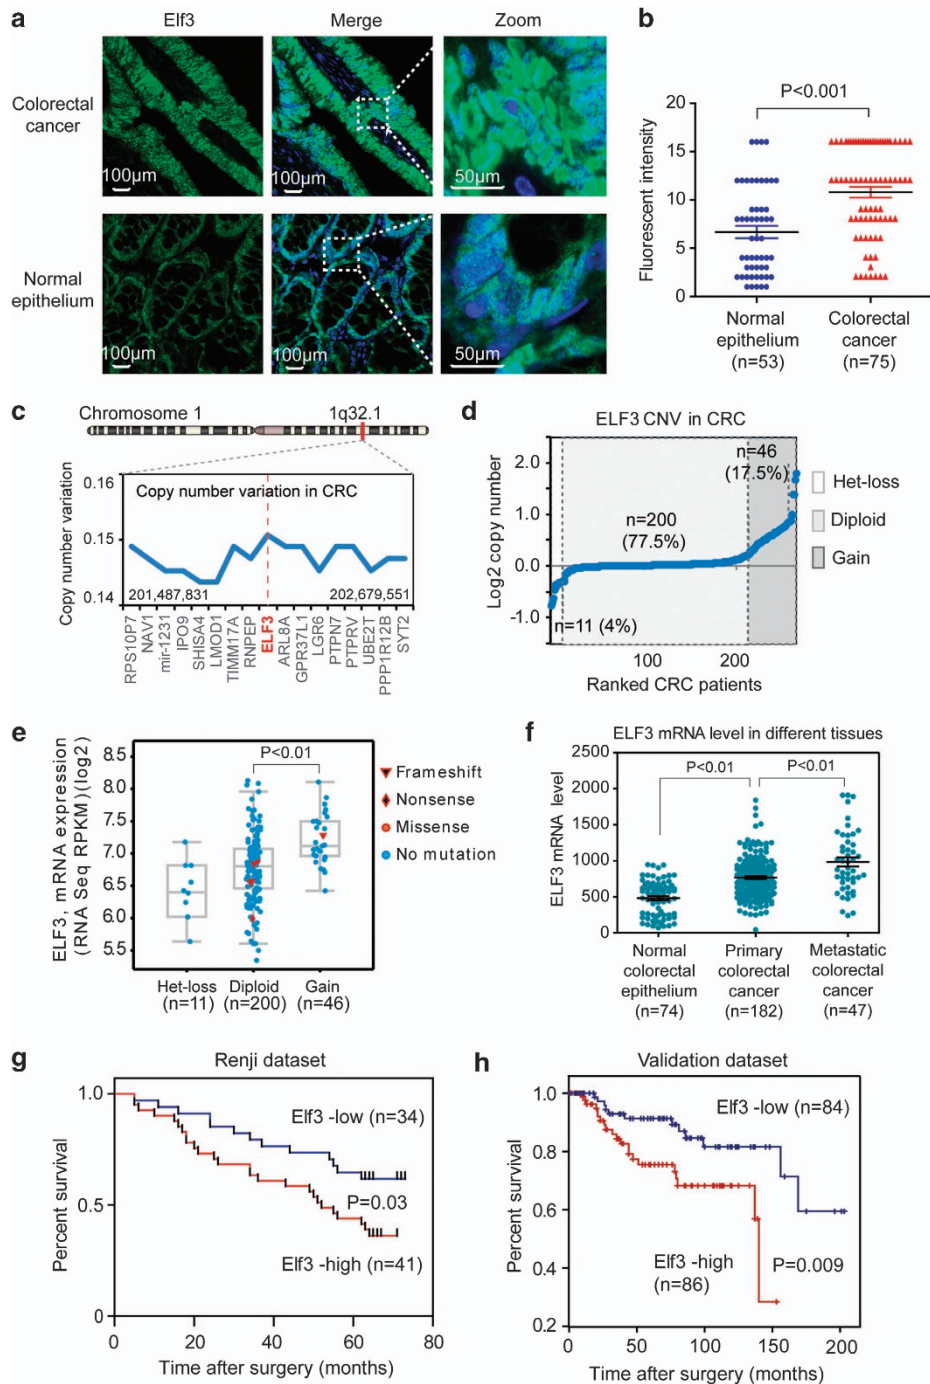 a
Elf3
Merge
Zoom
Colorectal
cancer
100μm
100μm
50μm
Normal
epithelium
100μm
100μm
50μm
b
P<0.001
Fluorescent intensity
20
15
10
5
0
Normal
epithelium
(n=53)
Colorectal
cancer
(n=75)
c
Chromosome 1
1q32.1
Copy number variation
0.16
0.15
0.14
Copy number variation in CRC
201,487,831
202,679,551
RPS10P7
NAV1
mir-1231
IPO9
SHISA4
LMOD1
TIMM17A
RNPEP
ELF3
ARL8A
GPR37L1
LGR6
PTPN7
PTPRV
UBE2T
PPP1R12B
SYT2
d
ELF3 CNV in CRC
Log2 copy number
2.0
1.0
0.0
-1.0
n=46
(17.5%)
n=200
(77.5%)
n=11 (4%)
100
200
Ranked CRC patients
Het-loss
Diploid
Gain
e
ELF3, mRNA expression
(RNA Seq RPKM)(log2)
8.5
8.0
7.5
7.0
6.5
6.0
5.5
P<0.01
Het-loss
(n=11)
Diploid
(n=200)
Gain
(n=46)
Frameshift
Nonsense
Missense
No mutation
f
ELF3 mRNA level in different tissues
ELF3 mRNA level
2500
2000
1500
1000
500
0
P<0.01
P<0.01
Normal
colorectal
epithelium
(n=74)
Primary
colorectal
cancer
(n=182)
Metastatic
colorectal
cancer
(n=47)
g
Renji dataset
Percent survival
1.0
0.5
0
Elf3 -low (n=34)
P=0.03
Elf3 -high (n=41)
0
20
40
60
80
Time after surgery (months)
h
Validation dataset
Percent survival
1.0
0.8
0.6
0.4
0.2
Elf3 -low (n=84)
Elf3 -high
(n=86)
P=0.009
0
50
100
150
200
Time after surgery (months)